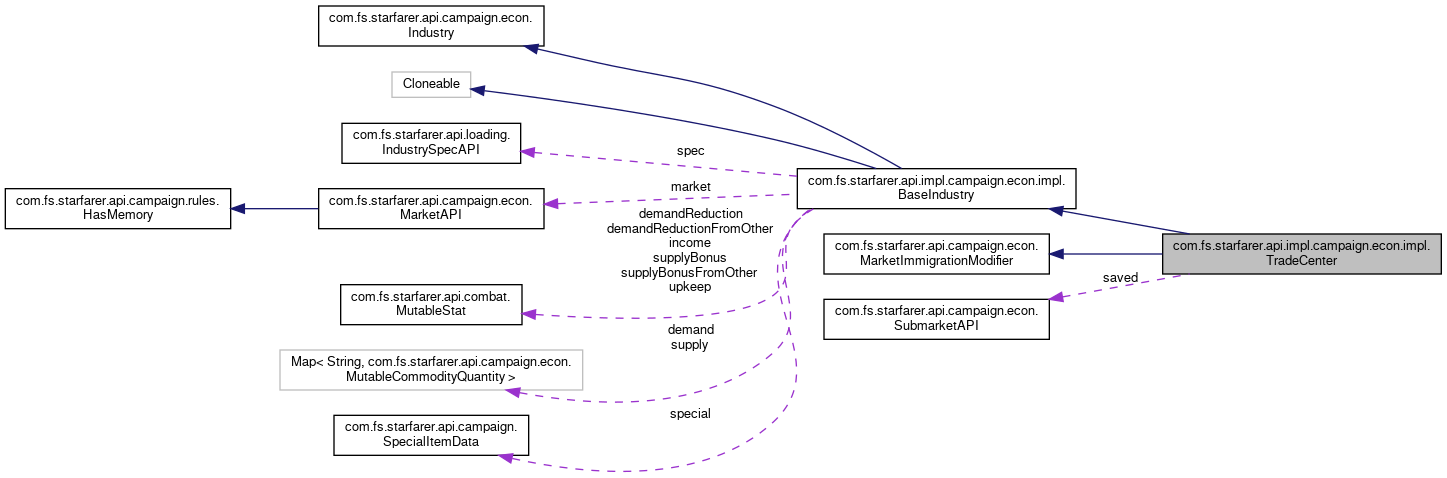 com.fs.starfarer.api.campaign.econ.
Industry
Cloneable
com.fs.starfarer.api.loading.
IndustrySpecAPI
spec
com.fs.starfarer.api.impl.campaign.econ.impl.
BaseIndustry
com.fs.starfarer.api.campaign.rules.
HasMemory
com.fs.starfarer.api.campaign.econ.
MarketAPI
market
demandReduction
demandReductionFromOther
income
supplyBonus
supplyBonusFromOther
upkeep
com.fs.starfarer.api.campaign.econ.
MarketImmigrationModifier
com.fs.starfarer.api.impl.campaign.econ.impl.
TradeCenter
saved
com.fs.starfarer.api.combat.
MutableStat
com.fs.starfarer.api.campaign.econ.
SubmarketAPI
demand
supply
Map< String, com.fs.starfarer.api.campaign.econ.
MutableCommodityQuantity >
special
com.fs.starfarer.api.campaign.
SpecialItemData